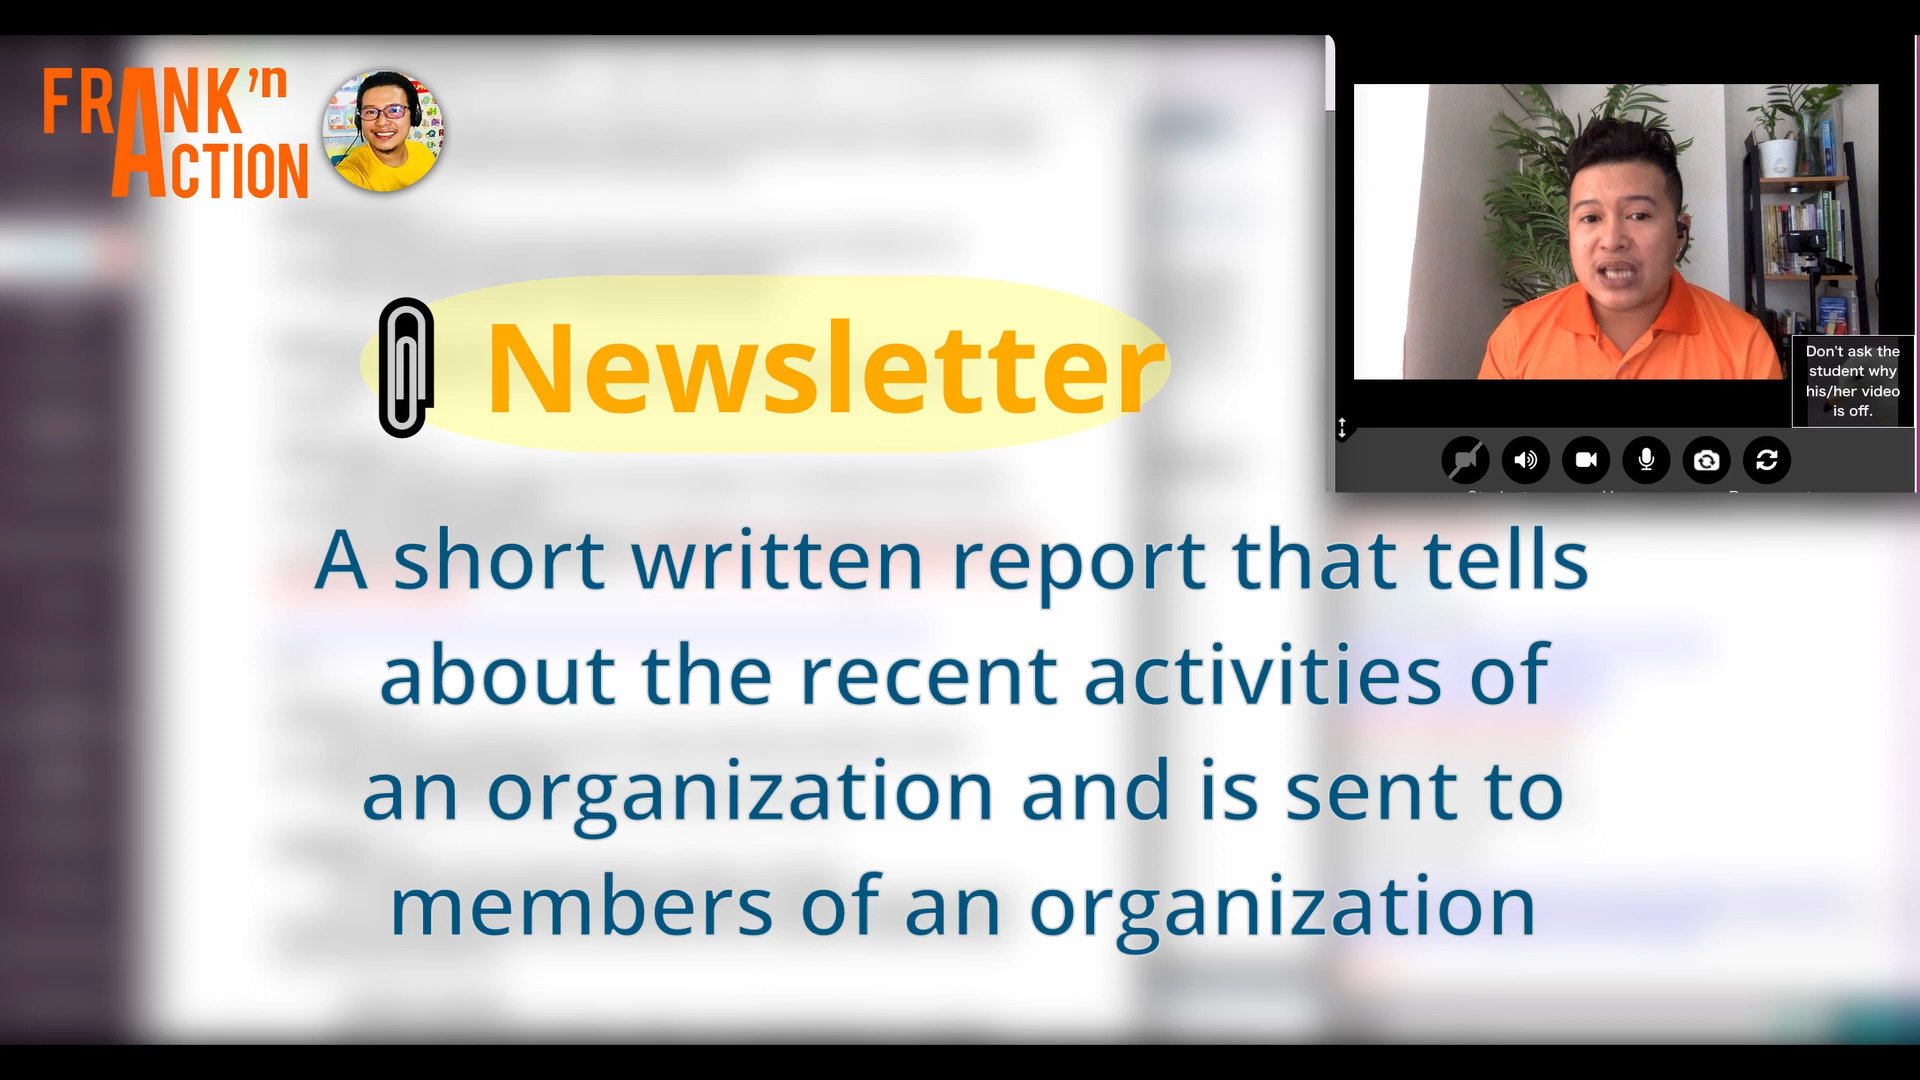 FRANK 'n
ACTION
Newsletter
A short written report that tells
about the recent activities of
an organization and is sent to
members of an organization
Don't ask the
student why
his/her video
is off.